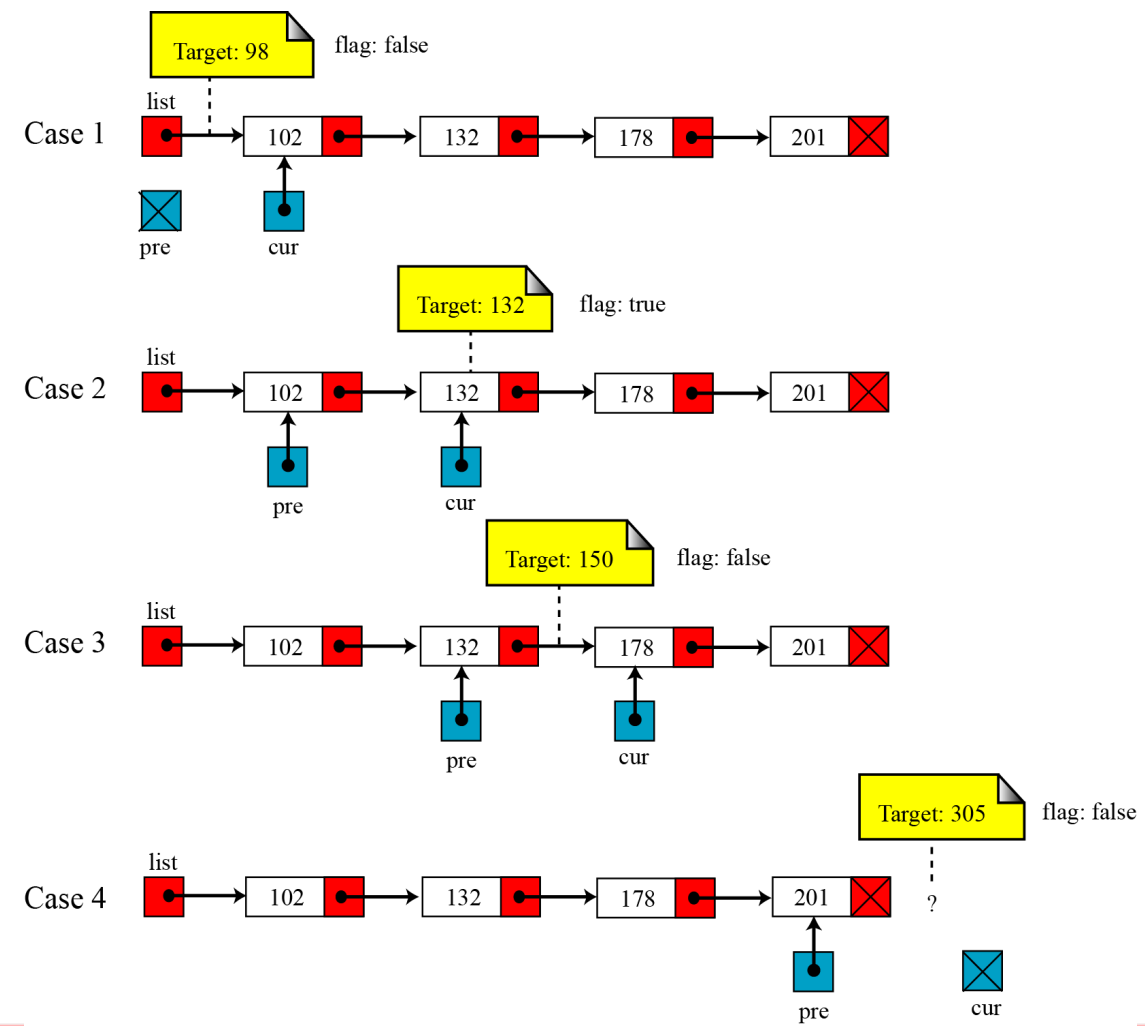 Target: 98 flag: false
list
Case 1 102 132 178 201
pre cur
Target: 132 flag: true
list
Case 2 102 132 178 201
pre cur
Target: 150 flag: false
list
Case 3 102 132 178 201
pre cur
Target: 305 flag: false
list
Case 4 102 132 178 201 ?
pre cur